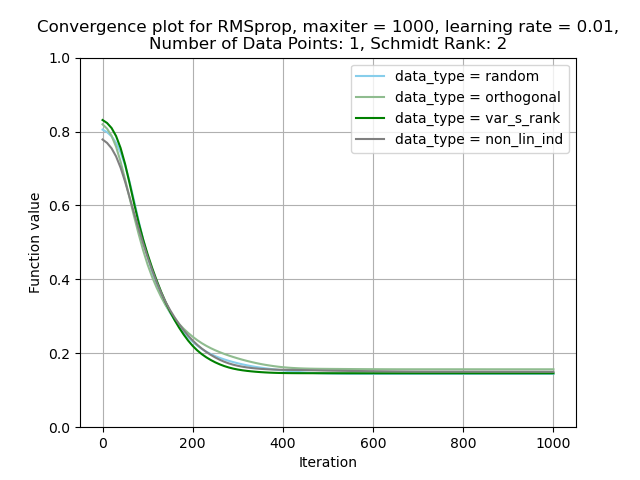 Convergence plot for RMSprop, maxiter = 1000, learning rate = 0.01,
Number of Data Points: 1, Schmidt Rank: 2
data_type = random
data_type = orthogonal
data_type = var_s_rank
data_type = non_lin_ind
Function value
1.0
0.8
0.6
0.4
0.2
0.0
0 200 400 600 800 1000
Iteration